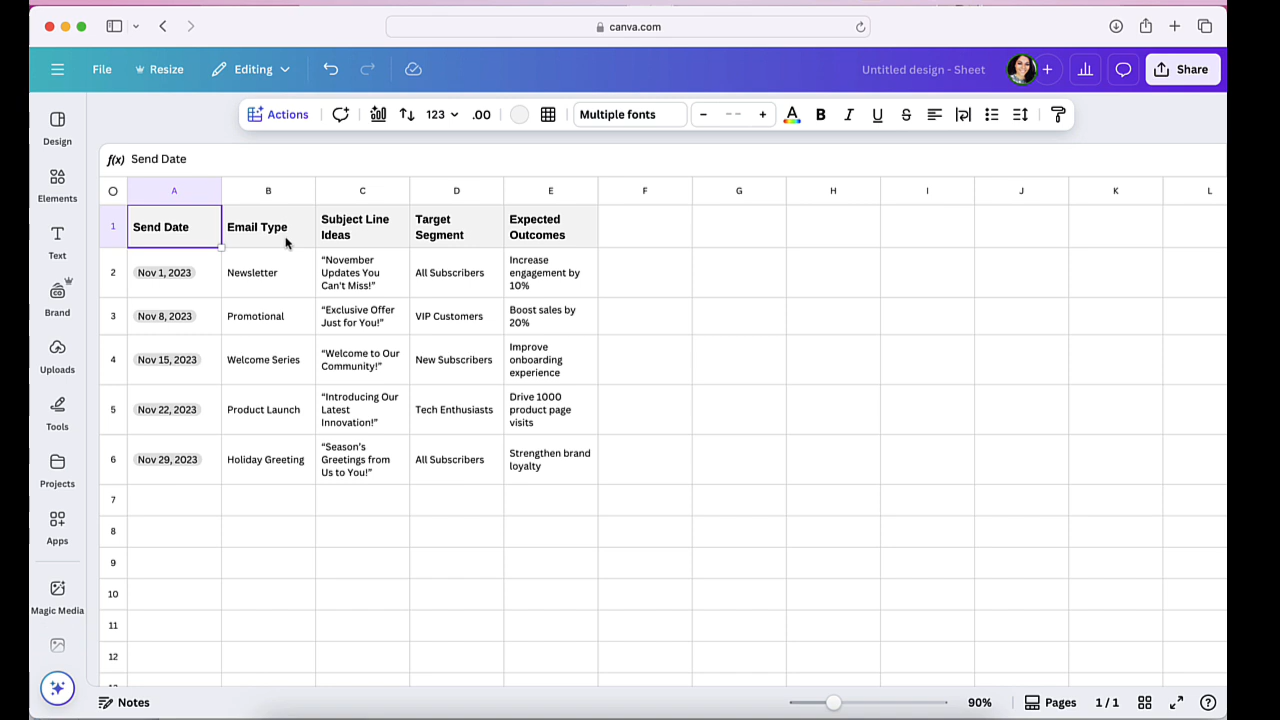 canva.com
File
Resize
Editing
Untitled design - Sheet
Share
Actions
123
.00
Multiple fonts
– -- +
A
B
I
U
S
Design
Elements
Text
Brand
Uploads
Tools
Projects
Apps
Magic Media
f(x) Send Date
A B C D E F G H I J K L
1 Send Date Email Type Subject Line Ideas Target Segment Expected Outcomes
2 Nov 1, 2023 Newsletter “November Updates You Can't Miss!” All Subscribers Increase engagement by 10%
3 Nov 8, 2023 Promotional “Exclusive Offer Just for You!” VIP Customers Boost sales by 20%
4 Nov 15, 2023 Welcome Series “Welcome to Our Community!” New Subscribers Improve onboarding experience
5 Nov 22, 2023 Product Launch “Introducing Our Latest Innovation!” Tech Enthusiasts Drive 1000 product page visits
6 Nov 29, 2023 Holiday Greeting “Season's Greetings from Us to You!” All Subscribers Strengthen brand loyalty
7
8
9
10
11
12
Notes
90%
Pages
1 / 1